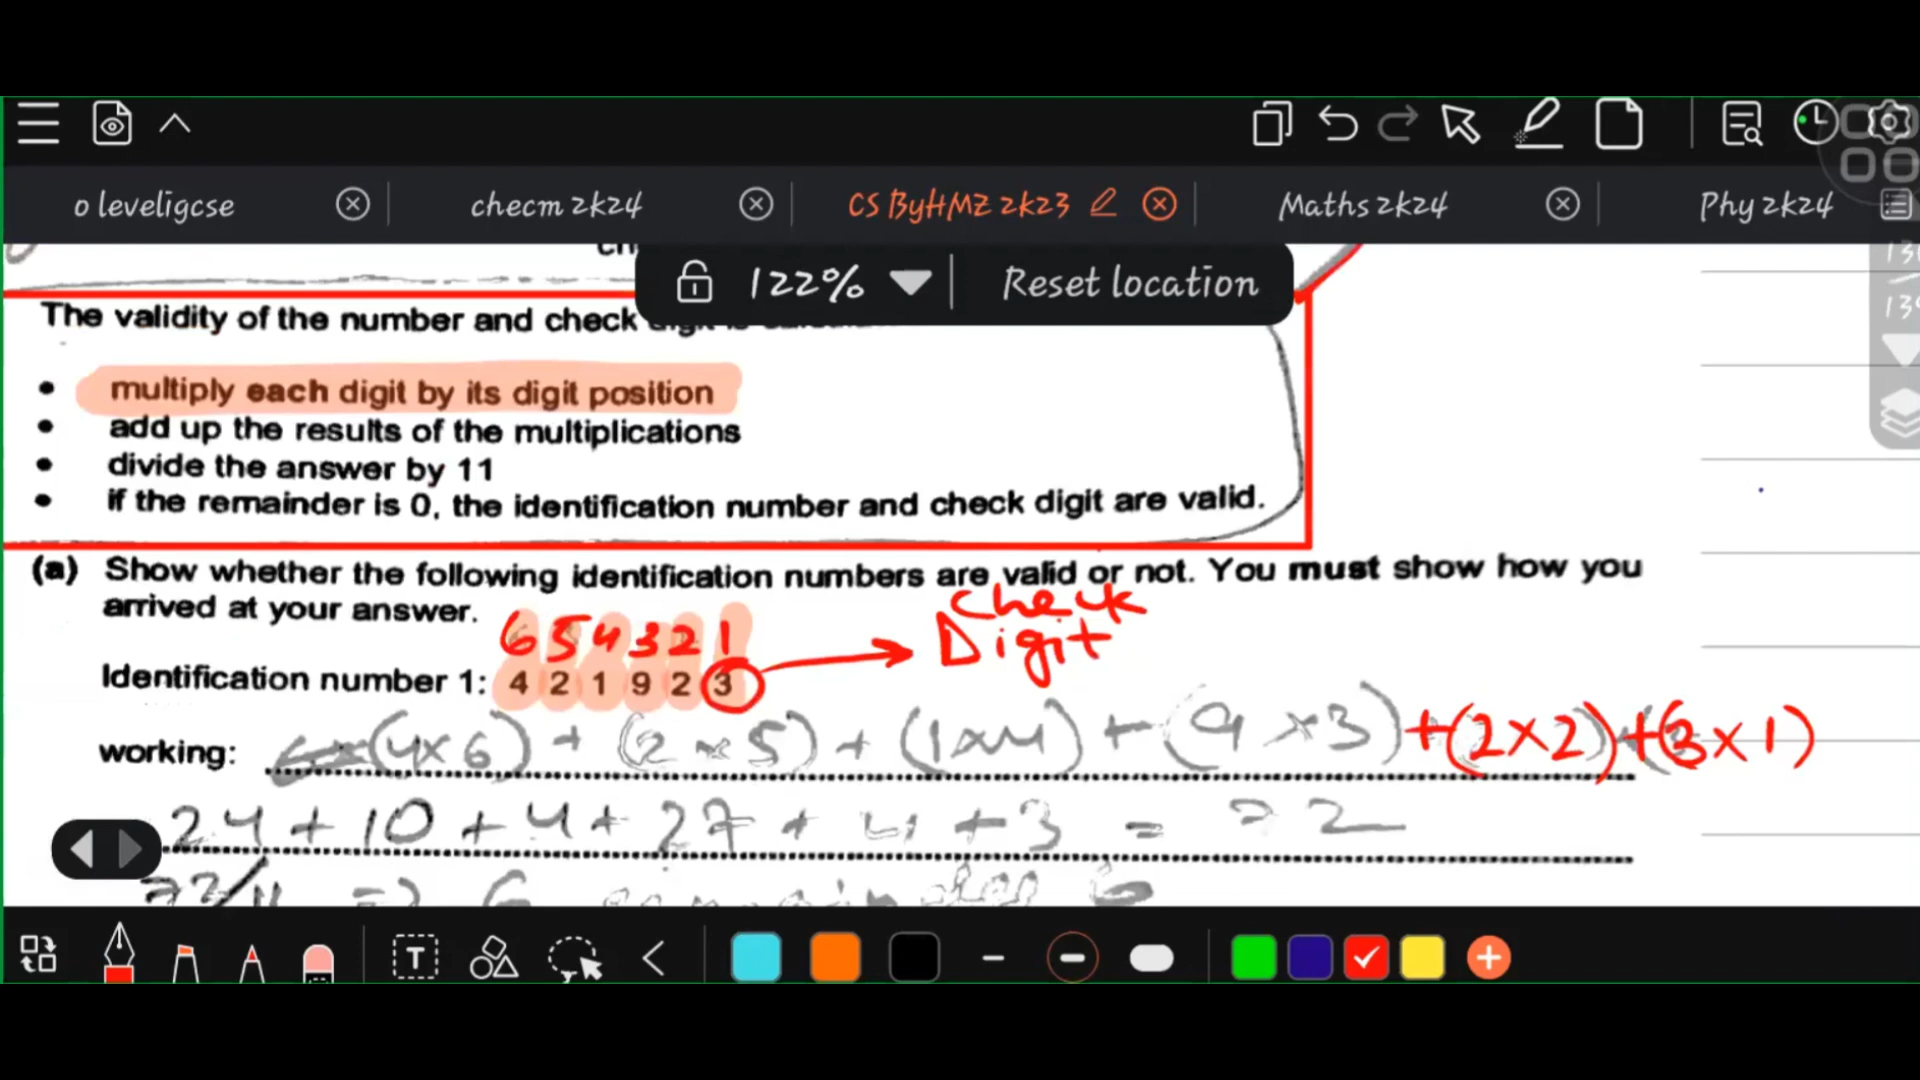 o leveligcse
checm 2k24
CS ByHMZ 2k23
Maths 2k24
Phy 2k24
122%
Reset location
The validity of the number and check digit is
multiply each digit by its digit position
add up the results of the multiplications
divide the answer by 11
if the remainder is 0, the identification number and check digit are valid.
(a) Show whether the following identification numbers are valid or not. You must show how you
arrived at your answer.
6 5 4 3 2 1
Check
Digit
Identification number 1: 4 2 1 9 2 3
working: (4x6) + (2x5) + (1x4) + (9x3) + (2x2) + (3x1)
24 + 10 + 4 + 27 + 4 + 3 = 72
T